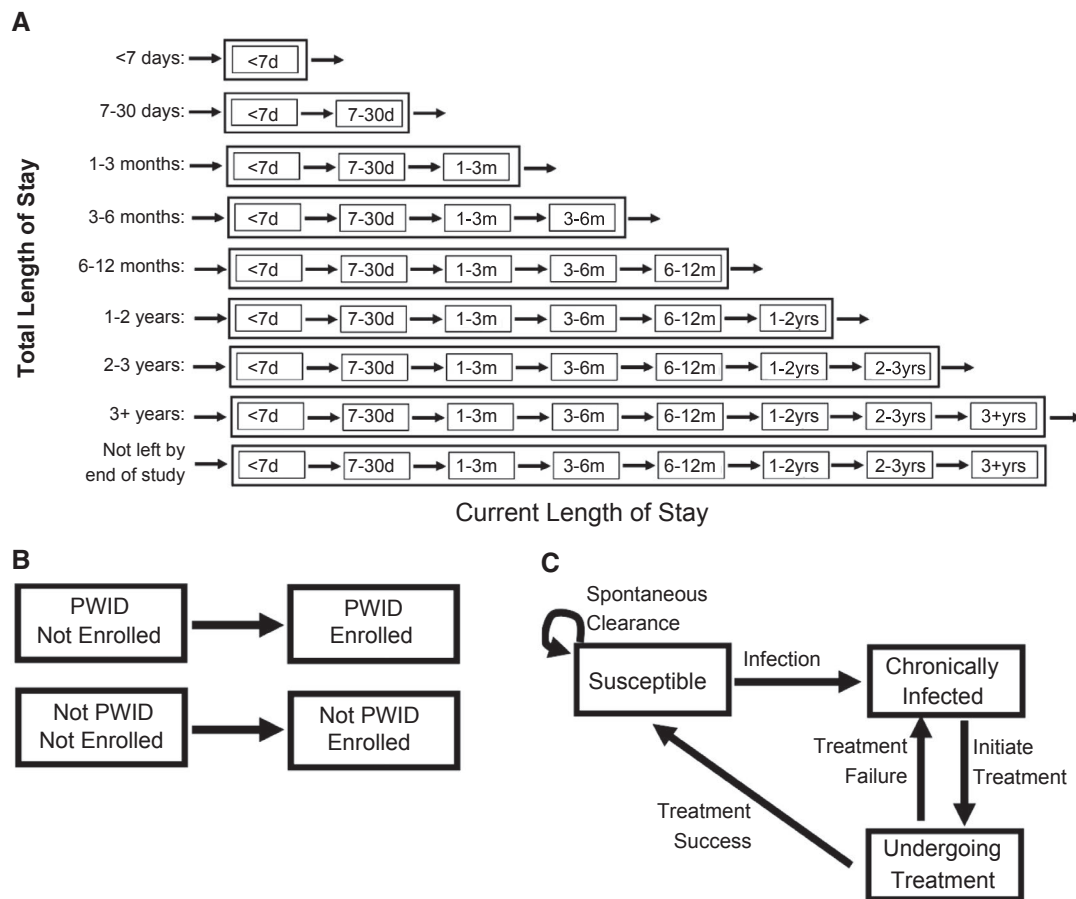 A
<7 days: <7d
7-30 days: <7d 7-30d
1-3 months: <7d 7-30d 1-3m
3-6 months: <7d 7-30d 1-3m 3-6m
6-12 months: <7d 7-30d 1-3m 3-6m 6-12m
1-2 years: <7d 7-30d 1-3m 3-6m 6-12m 1-2yrs
2-3 years: <7d 7-30d 1-3m 3-6m 6-12m 1-2yrs 2-3yrs
3+ years: <7d 7-30d 1-3m 3-6m 6-12m 1-2yrs 2-3yrs 3+yrs
Not left by
end of study <7d 7-30d 1-3m 3-6m 6-12m 1-2yrs 2-3yrs 3+yrs
Total Length of Stay
Current Length of Stay
B
PWID
Not Enrolled
PWID
Enrolled
Not PWID
Not Enrolled
Not PWID
Enrolled
C
Spontaneous
Clearance
Susceptible
Infection
Chronically
Infected
Treatment
Failure
Initiate
Treatment
Treatment
Success
Undergoing
Treatment